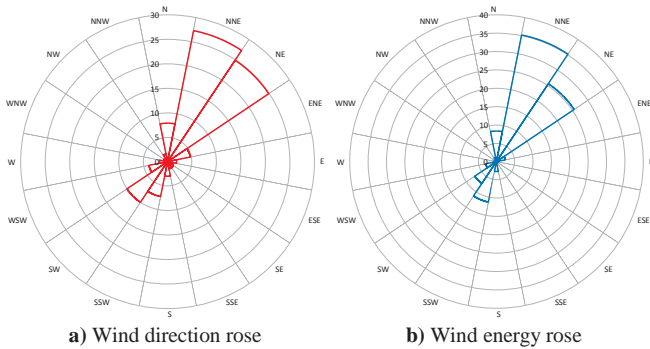 N
NNE
NE
ENE
E
ESE
SE
SSE
S
SSW
SW
WSW
W
WNW
NW
NNW
30
25
20
15
10
5
0
a) Wind direction rose
N
NNE
NE
ENE
ESE
SE
SSE
S
SSW
SW
WSW
W
WNW
NW
NNW
40
35
30
25
20
15
10
5
0
b) Wind energy rose